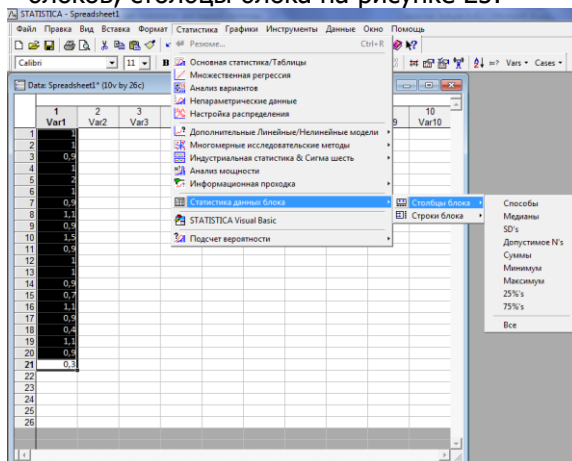 блоков, столбцы блока на рисунке 25.
STATISTICA - Spreadsheet1
Файл Правка Вид Вставка Формат Статистика Графики Инструменты Данные Окно Помощь
Резюме... Ctrl+R
Calibri 11 B Vars Cases
Основная статистика/Таблицы
Множественная регрессия
Анализ вариантов
Непараметрические данные
Настройка распределения
Дополнительные Линейные/Нелинейные модели
Многомерные исследовательские методы
Индустриальная статистика & Сигма шесть
Анализ мощности
Информационная проходка
Статистика данных блока
STATISTICA Visual Basic
Подсчет вероятности
Столбцы блока
Строки блока
Способы
Медианы
SD's
Допустимое N's
Суммы
Минимум
Максимум
25%'s
75%'s
Все
Data: Spreadsheet1* (10v by 26c)
1 2 3 9 10
Var1 Var2 Var3 Var10
1 1
2 1
3 0,9
4 1
5 2
6 1
7 0,9
8 1,1
9 0,9
10 1,5
11 0,9
12 1
13 1
14 0,9
15 0,7
16 1,1
17 0,9
18 0,4
19 1,1
20 0,9
21 0,3
22
23
24
25
26